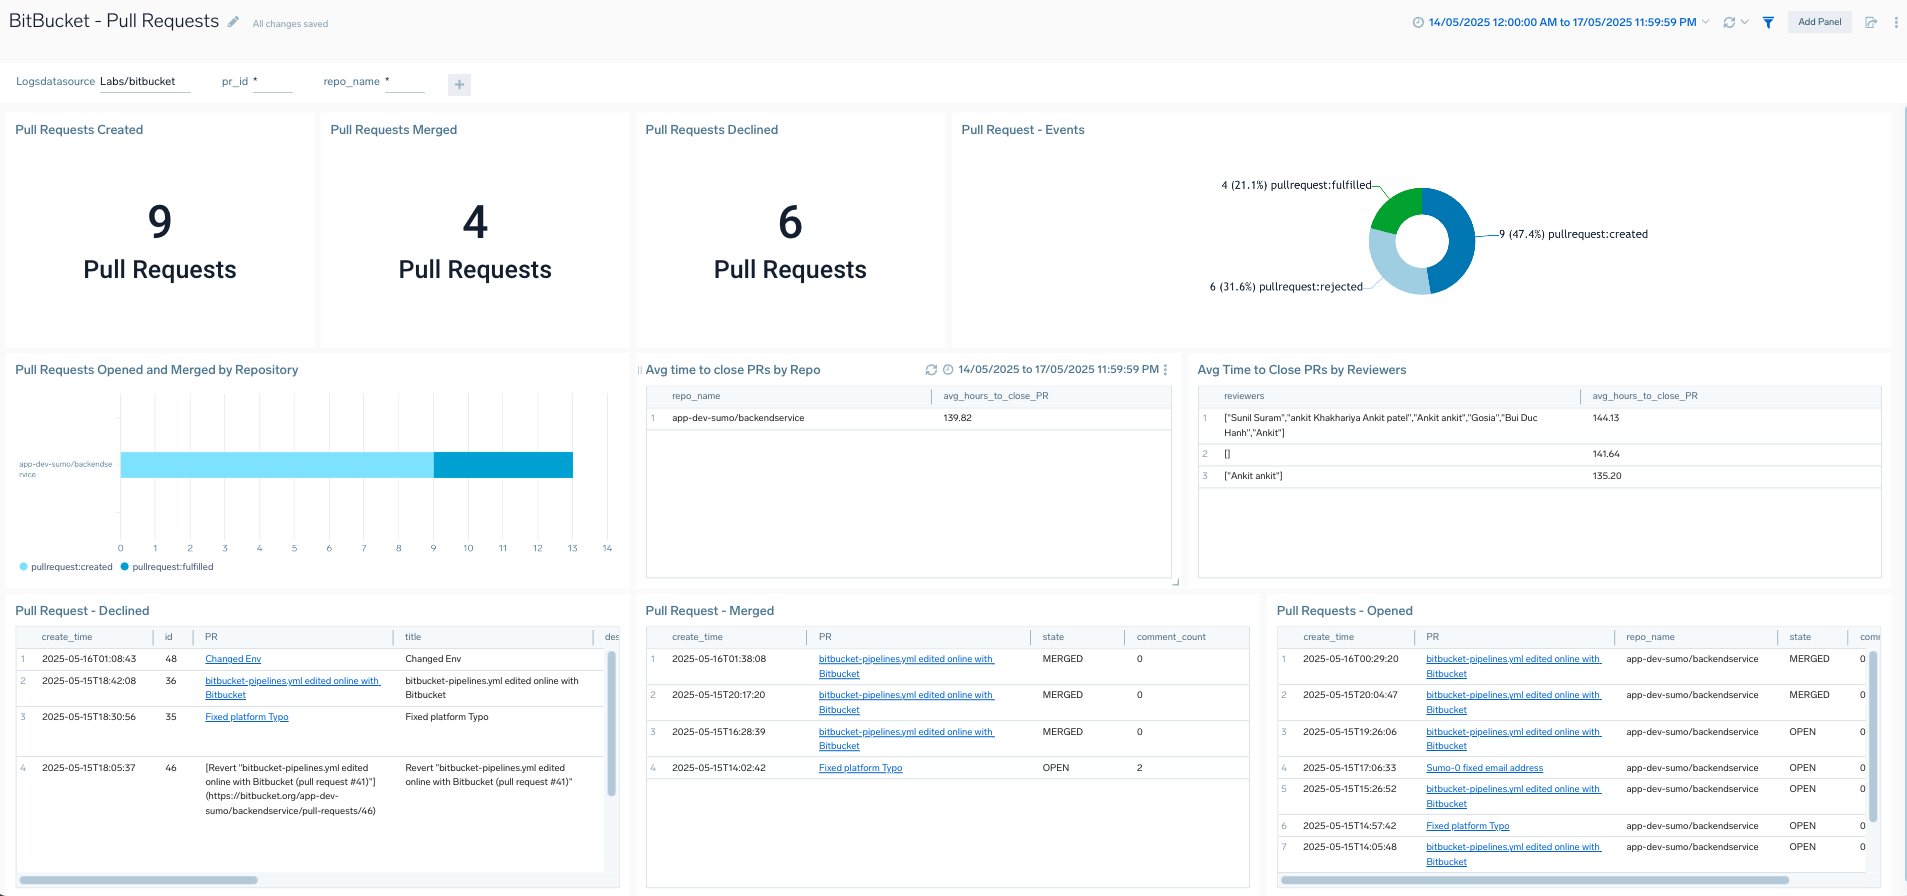 BitBucket - Pull Requests
All changes saved
14/05/2025 12:00:00 AM to 17/05/2025 11:59:59 PM
Add Panel
Logsdatasource Labs/bitbucket
pr_id *
repo_name *
+
Pull Requests Created
9
Pull Requests
Pull Requests Merged
4
Pull Requests
Pull Requests Declined
6
Pull Requests
Pull Request - Events
4 (21.1%) pullrequest:fulfilled
9 (47.4%) pullrequest:created
6 (31.6%) pullrequest:rejected
Pull Requests Opened and Merged by Repository
app-dev-sumo/backendse
rvice
0 1 2 3 4 5 6 7 8 9 10 11 12 13 14
pullrequest:created pullrequest:fulfilled
Avg time to close PRs by Repo
14/05/2025 to 17/05/2025 11:59:59 PM
repo_name avg_hours_to_close_PR
1 app-dev-sumo/backendservice 139.82
Avg Time to Close PRs by Reviewers
reviewers avg_hours_to_close_PR
1 ["Sunil Suram","ankit Khakhariya Ankit patel","Ankit ankit","Gosia","Bui Duc 144.13
Hanh","Ankit"]
2 [] 141.64
3 ["Ankit ankit"] 135.20
Pull Request - Declined
create_time id PR title des
1 2025-05-16T01:08:43 48 Changed Env Changed Env
2 2025-05-15T18:42:08 36 bitbucket-pipelines.yml edited online with bitbucket-pipelines.yml edited online with
Bitbucket Bitbucket
3 2025-05-15T18:30:56 35 Fixed platform Typo Fixed platform Typo
4 2025-05-15T18:05:37 46 [Revert "bitbucket-pipelines.yml edited Revert "bitbucket-pipelines.yml edited
online with Bitbucket (pull request #41)"] online with Bitbucket (pull request #41)"
(https://bitbucket.org/app-dev-
sumo/backendservice/pull-requests/46)
Pull Request - Merged
create_time PR state comment_count
1 2025-05-16T01:38:08 bitbucket-pipelines.yml edited online with MERGED 0
Bitbucket
2 2025-05-15T20:17:20 bitbucket-pipelines.yml edited online with MERGED 0
Bitbucket
3 2025-05-15T16:28:39 bitbucket-pipelines.yml edited online with MERGED 0
Bitbucket
4 2025-05-15T14:02:42 Fixed platform Typo OPEN 2
Pull Requests - Opened
create_time PR repo_name state com
1 2025-05-16T00:29:20 bitbucket-pipelines.yml edited online with app-dev-sumo/backendservice MERGED 0
Bitbucket
2 2025-05-15T20:04:47 bitbucket-pipelines.yml edited online with app-dev-sumo/backendservice MERGED 0
Bitbucket
3 2025-05-15T19:26:06 bitbucket-pipelines.yml edited online with app-dev-sumo/backendservice OPEN 0
Bitbucket
4 2025-05-15T17:06:33 Sumo-0 fixed email address app-dev-sumo/backendservice OPEN 0
5 2025-05-15T15:26:52 bitbucket-pipelines.yml edited online with app-dev-sumo/backendservice OPEN 0
Bitbucket
6 2025-05-15T14:57:42 Fixed platform Typo app-dev-sumo/backendservice OPEN 0
7 2025-05-15T14:05:48 bitbucket-pipelines.yml edited online with app-dev-sumo/backendservice OPEN 0
Bitbucket